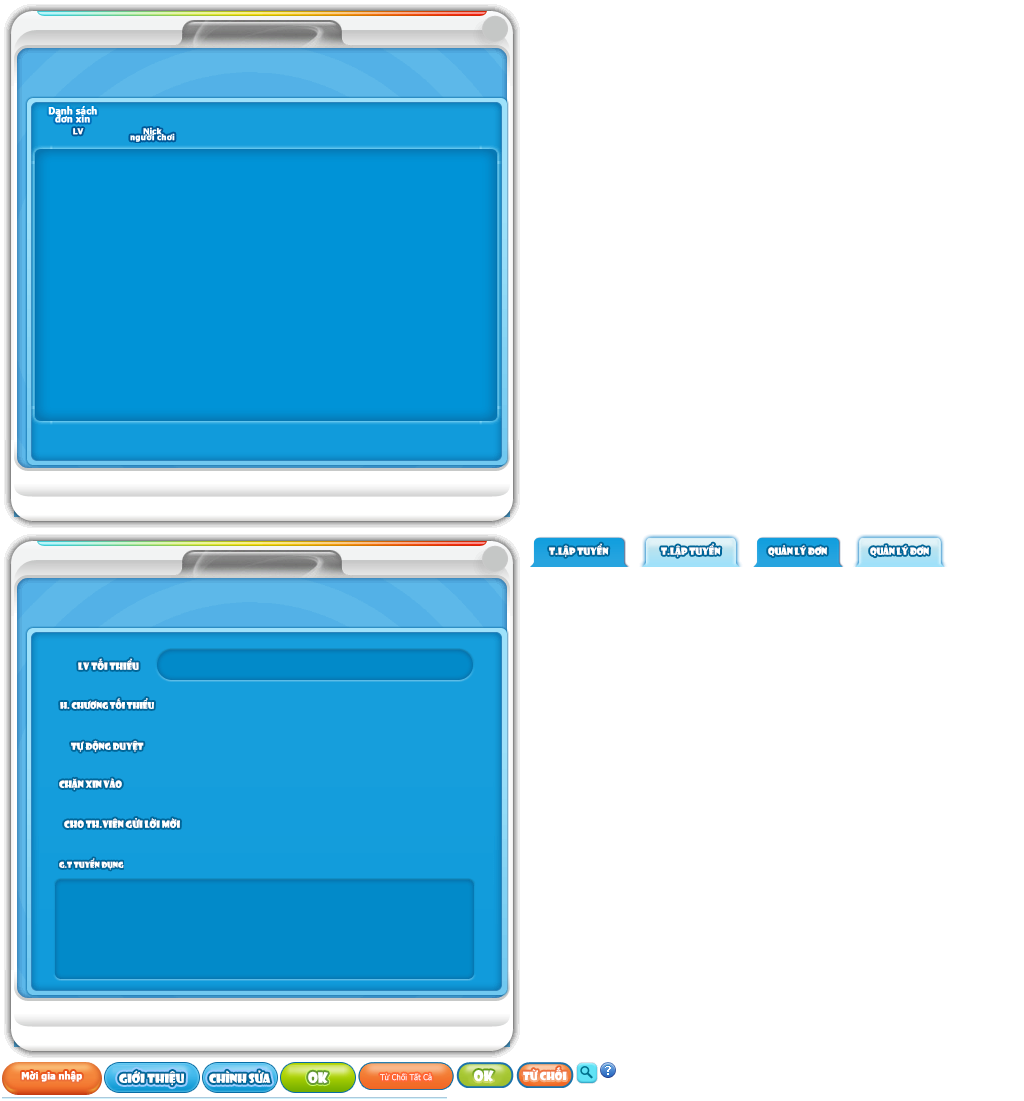 Danh sách
đơn xin
LV
Nick
người chơi
T.LẬP TUYỂN
T.LẬP TUYỂN
QUẢN LÝ ĐƠN
QUẢN LÝ ĐƠN
LV TỐI THIỂU
H. CHƯƠNG TỐI THIỂU
TỰ ĐỘNG DUYỆT
CHẶN XIN VÀO
CHO TH.VIÊN GỬI LỜI MỜI
G.T TUYỂN DỤNG
Mời gia nhập
GIỚI THIỆU
CHỈNH SỬA
OK
Từ Chối Tất Cả
OK
TỪ CHỐI
?